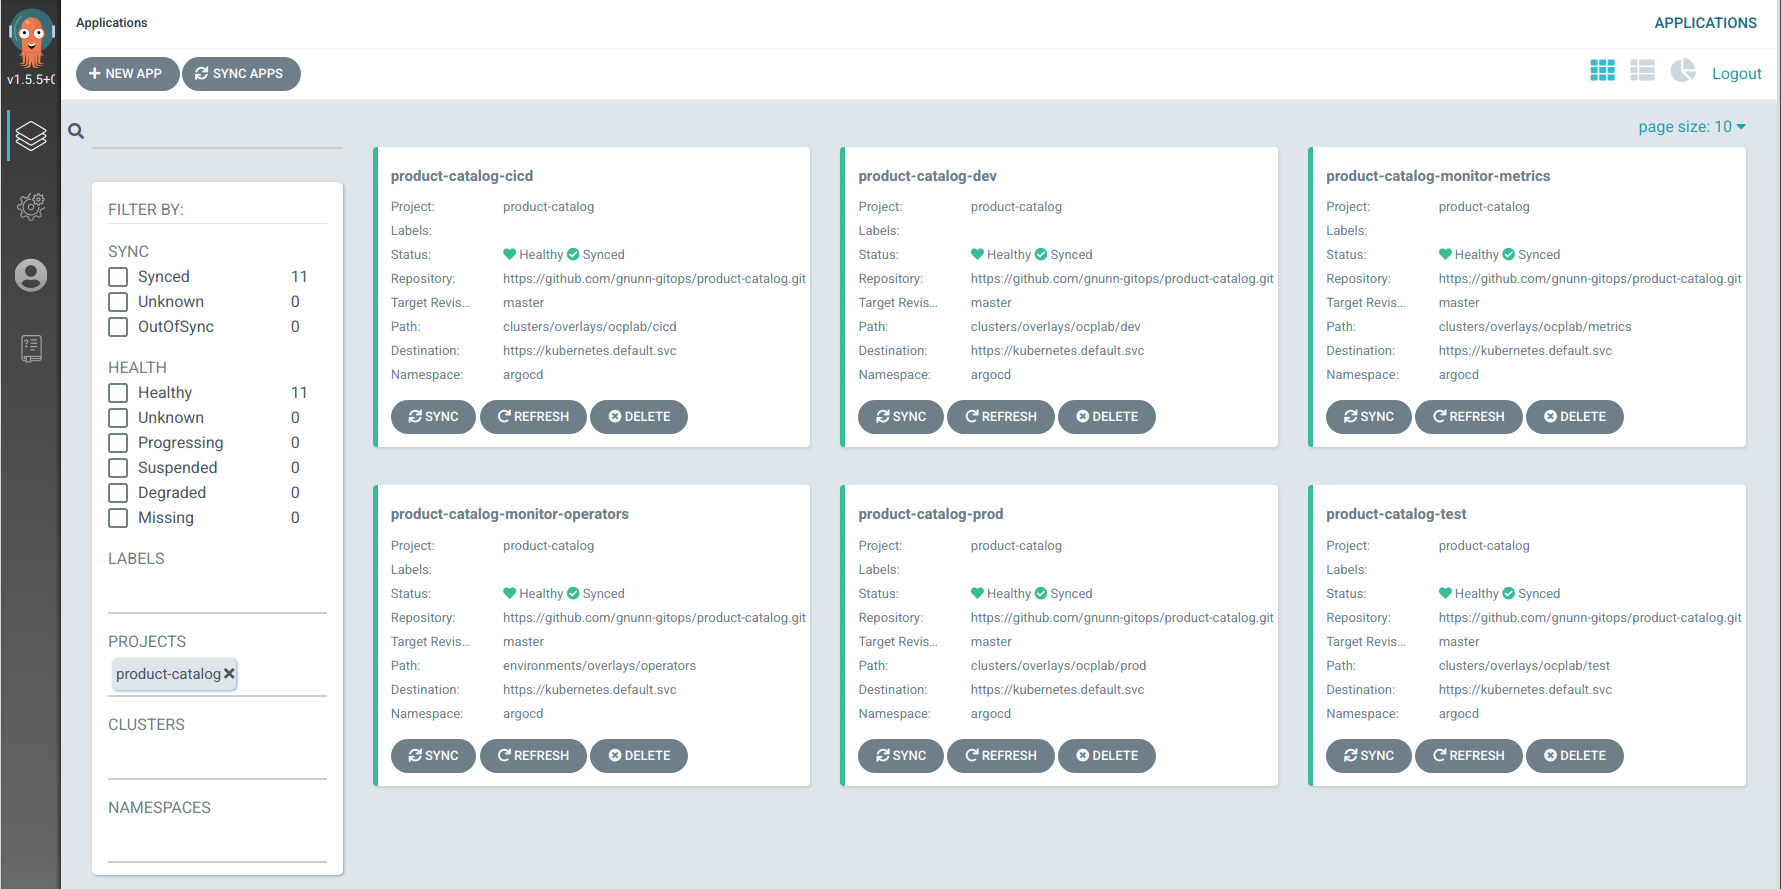 v1.5.5+0
Applications
APPLICATIONS
NEW APP
SYNC APPS
Logout
page size: 10
FILTER BY:
SYNC
Synced 11
Unknown 0
OutOfSync 0
HEALTH
Healthy 11
Unknown 0
Progressing 0
Suspended 0
Degraded 0
Missing 0
LABELS
PROJECTS
product-catalog
CLUSTERS
NAMESPACES
product-catalog-cicd
Project: product-catalog
Labels:
Status: Healthy Synced
Repository: https://github.com/gnunn-gitops/product-catalog.git
Target Revis... master
Path: clusters/overlays/ocplab/cicd
Destination: https://kubernetes.default.svc
Namespace: argocd
SYNC REFRESH DELETE
product-catalog-dev
Project: product-catalog
Labels:
Status: Healthy Synced
Repository: https://github.com/gnunn-gitops/product-catalog.git
Target Revis... master
Path: clusters/overlays/ocplab/dev
Destination: https://kubernetes.default.svc
Namespace: argocd
SYNC REFRESH DELETE
product-catalog-monitor-metrics
Project: product-catalog
Labels:
Status: Healthy Synced
Repository: https://github.com/gnunn-gitops/product-catalog.git
Target Revis... master
Path: clusters/overlays/ocplab/metrics
Destination: https://kubernetes.default.svc
Namespace: argocd
SYNC REFRESH DELETE
product-catalog-monitor-operators
Project: product-catalog
Labels:
Status: Healthy Synced
Repository: https://github.com/gnunn-gitops/product-catalog.git
Target Revis... master
Path: environments/overlays/operators
Destination: https://kubernetes.default.svc
Namespace: argocd
SYNC REFRESH DELETE
product-catalog-prod
Project: product-catalog
Labels:
Status: Healthy Synced
Repository: https://github.com/gnunn-gitops/product-catalog.git
Target Revis... master
Path: clusters/overlays/ocplab/prod
Destination: https://kubernetes.default.svc
Namespace: argocd
SYNC REFRESH DELETE
product-catalog-test
Project: product-catalog
Labels:
Status: Healthy Synced
Repository: https://github.com/gnunn-gitops/product-catalog.git
Target Revis... master
Path: clusters/overlays/ocplab/test
Destination: https://kubernetes.default.svc
Namespace: argocd
SYNC REFRESH DELETE